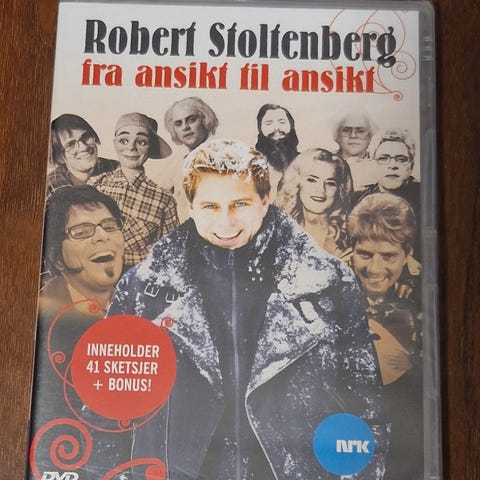 Robert Stoltenberg
fra ansikt til ansikt
INNEHOLDER
41 SKETSJER
+ BONUS!
NRK
DVD